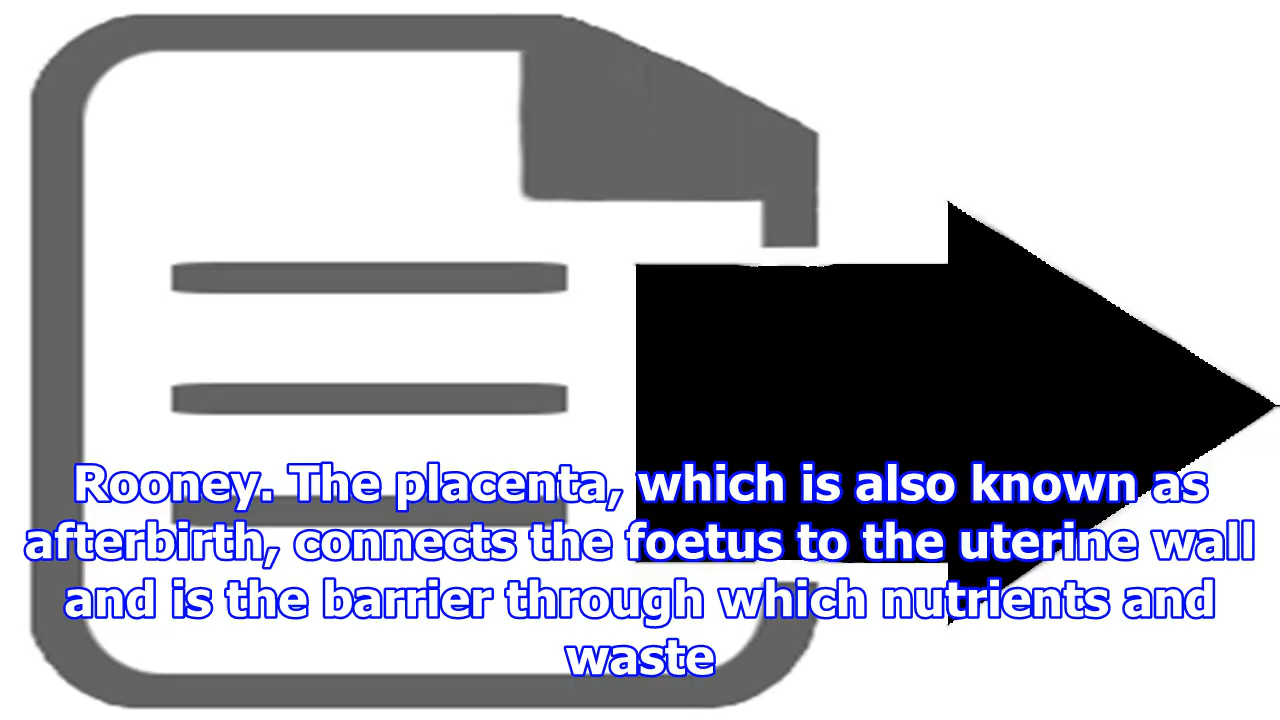 Rooney. The placenta, which is also known as
afterbirth, connects the foetus to the uterine wall
and is the barrier through which nutrients and
waste